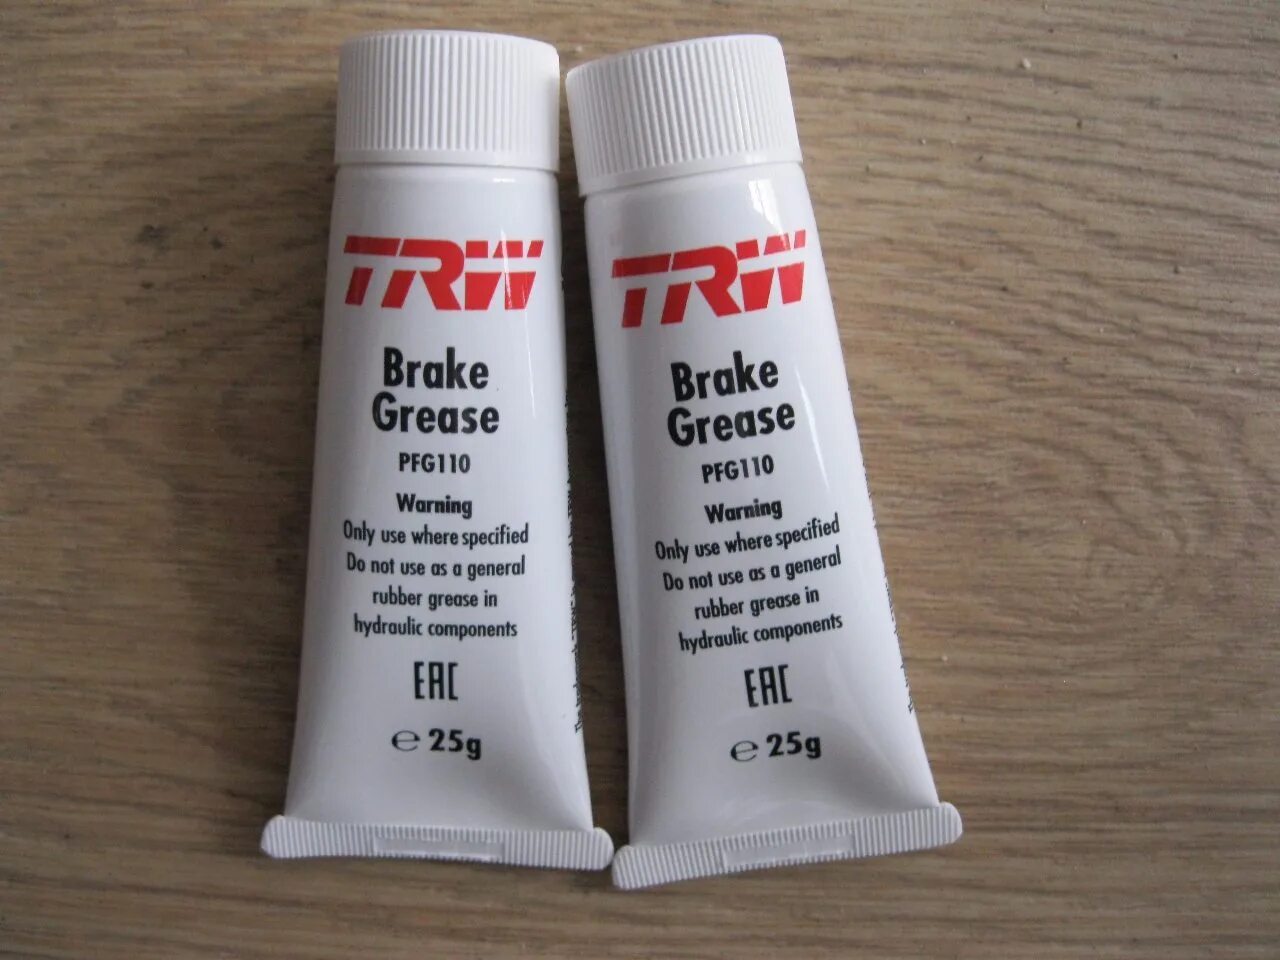 TRW
Brake
Grease
PFG110
Warning
Only use where specified
Do not use as a general
rubber grease in
hydraulic components
EAC
℮ 25g
TRW
Brake
Grease
PFG110
Warning
Only use where specified
Do not use as a general
rubber grease in
hydraulic components
EAC
℮ 25g